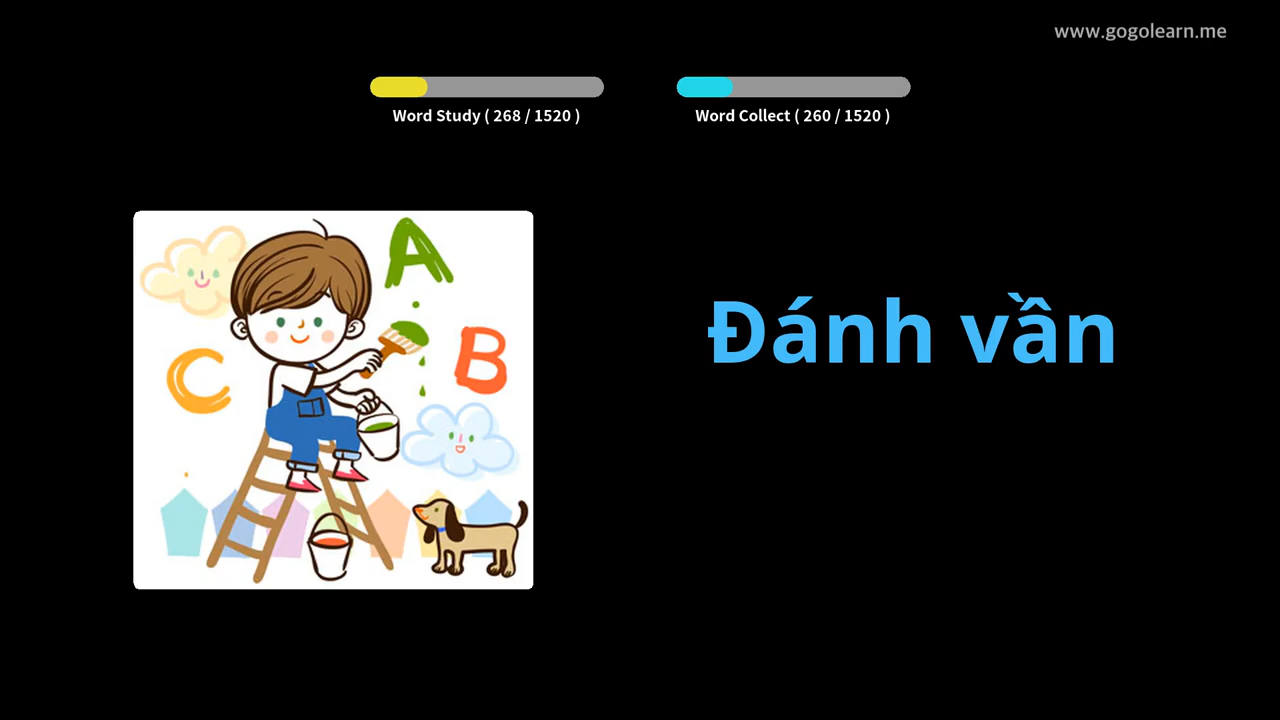 www.gogolearn.me
Word Study ( 268 / 1520 )
Word Collect ( 260 / 1520 )
A
B
C
Đánh vần